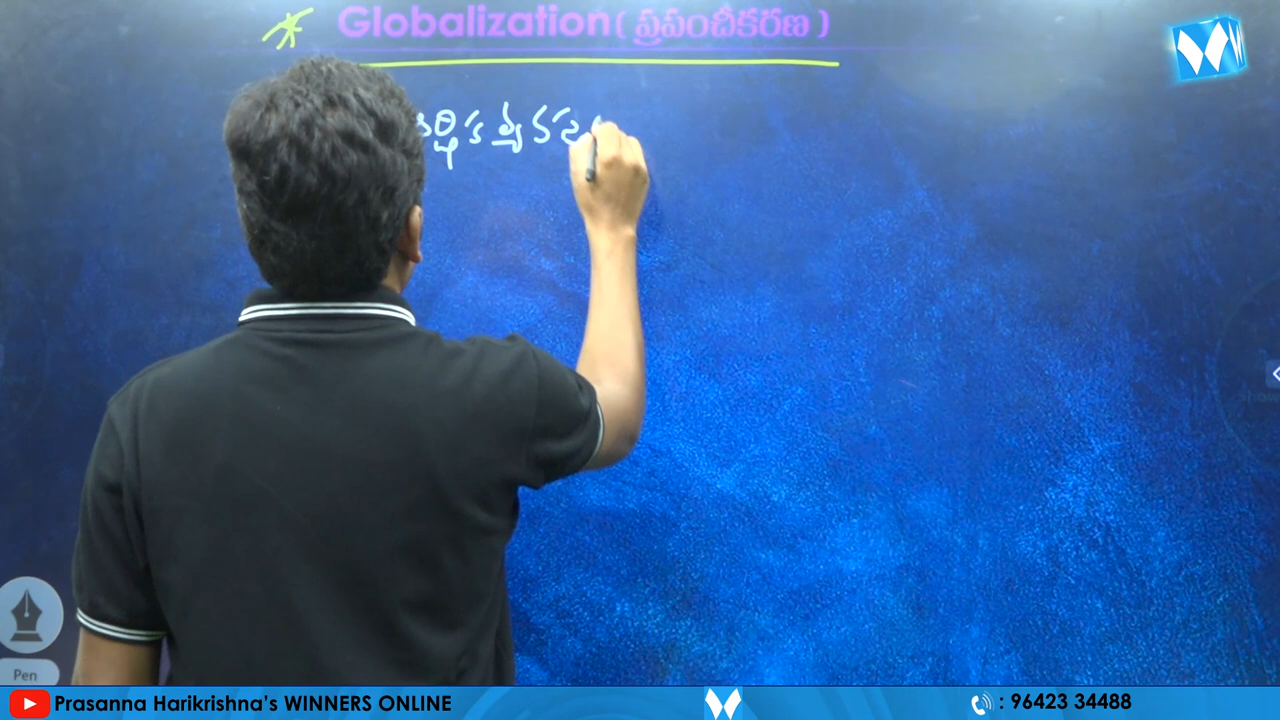 Globalization ( ప్రపంచీకరణ )
Pen
Prasanna Harikrishna's WINNERS ONLINE
: 96423 34488